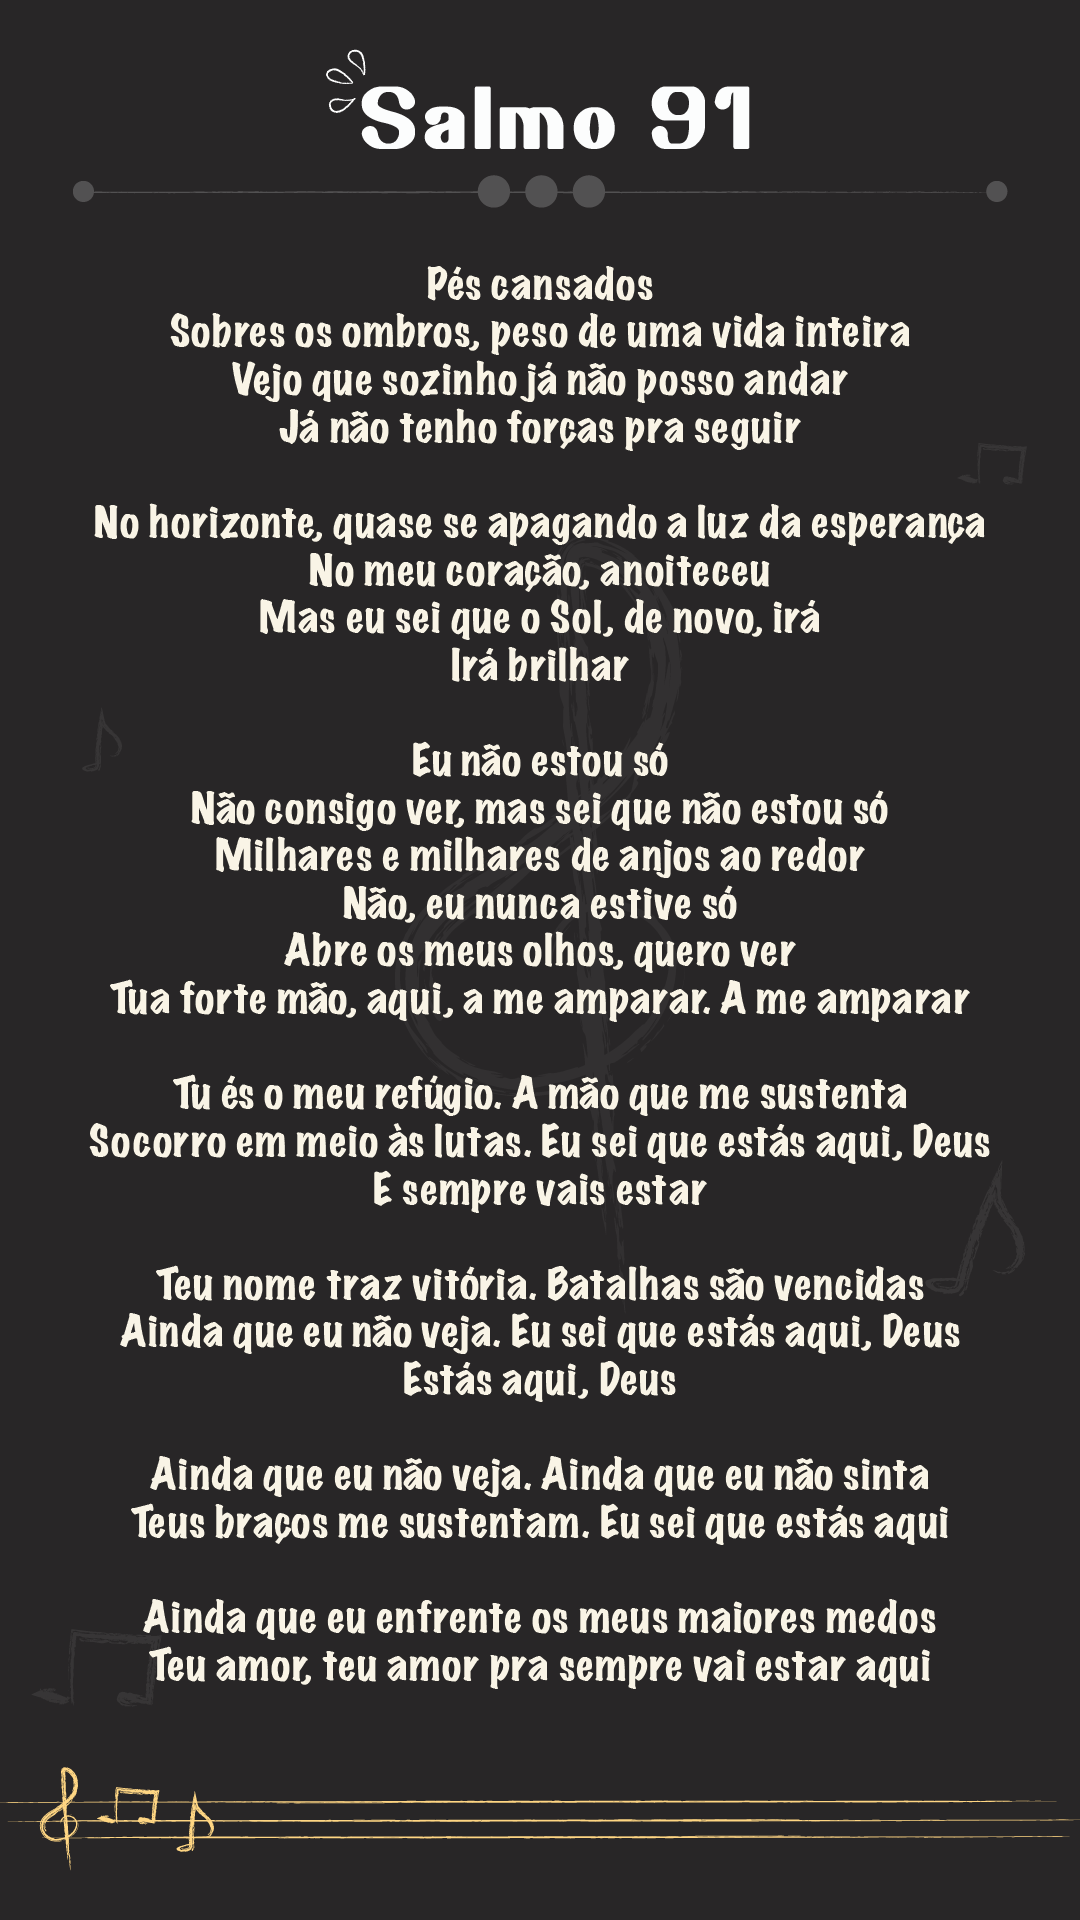 Salmo 91
Pés cansados
Sobres os ombros, peso de uma vida inteira
Vejo que sozinho já não posso andar
Já não tenho forças pra seguir
No horizonte, quase se apagando a luz da esperança
No meu coração, anoiteceu
Mas eu sei que o Sol, de novo, irá
Irá brilhar
Eu não estou só
Não consigo ver, mas sei que não estou só
Milhares e milhares de anjos ao redor
Não, eu nunca estive só
Abre os meus olhos, quero ver
Tua forte mão, aqui, a me amparar. A me amparar
Tu és o meu refúgio. A mão que me sustenta
Socorro em meio às lutas. Eu sei que estás aqui, Deus
E sempre vais estar
Teu nome traz vitória. Batalhas são vencidas
Ainda que eu não veja. Eu sei que estás aqui, Deus
Estás aqui, Deus
Ainda que eu não veja. Ainda que eu não sinta
Teus braços me sustentam. Eu sei que estás aqui
Ainda que eu enfrente os meus maiores medos
Teu amor, teu amor pra sempre vai estar aqui